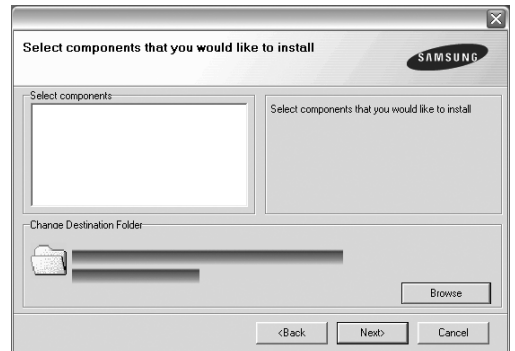 Select components that you would like to install
SAMSUNG
Select components
Select components that you would like to install
Change Destination Folder
Browse
<Back
Next>
Cancel